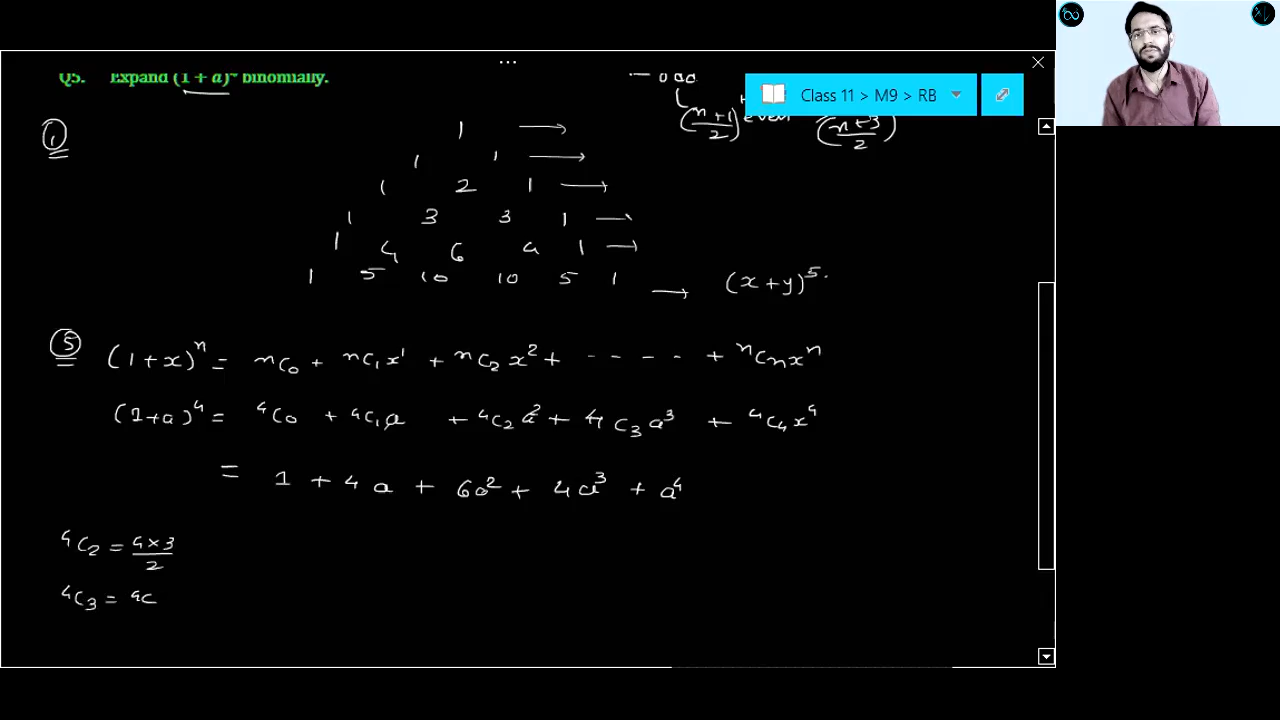 Q5. Expand (1 + a)⁴ binomially.
odd
(n+1/2) even (n+3/2)
Class 11 > M9 > RB
① 1 →
1 1 →
1 2 1 →
1 3 3 1 →
1 4 6 4 1 →
1 5 10 10 5 1 → (x+y)⁵
⑤ (1+x)ⁿ = nC₀ + nC₁x¹ + nC₂x² + - - - - + ⁿCₙxⁿ
(1+a)⁴ = ⁴C₀ + ⁴C₁a + ⁴C₂a² + 4C₃a³ + ⁴C₄x⁴
= 1 + 4a + 6a² + 4a³ + a⁴
⁴C₂ = 4×3/2
⁴C₃ = ⁴C